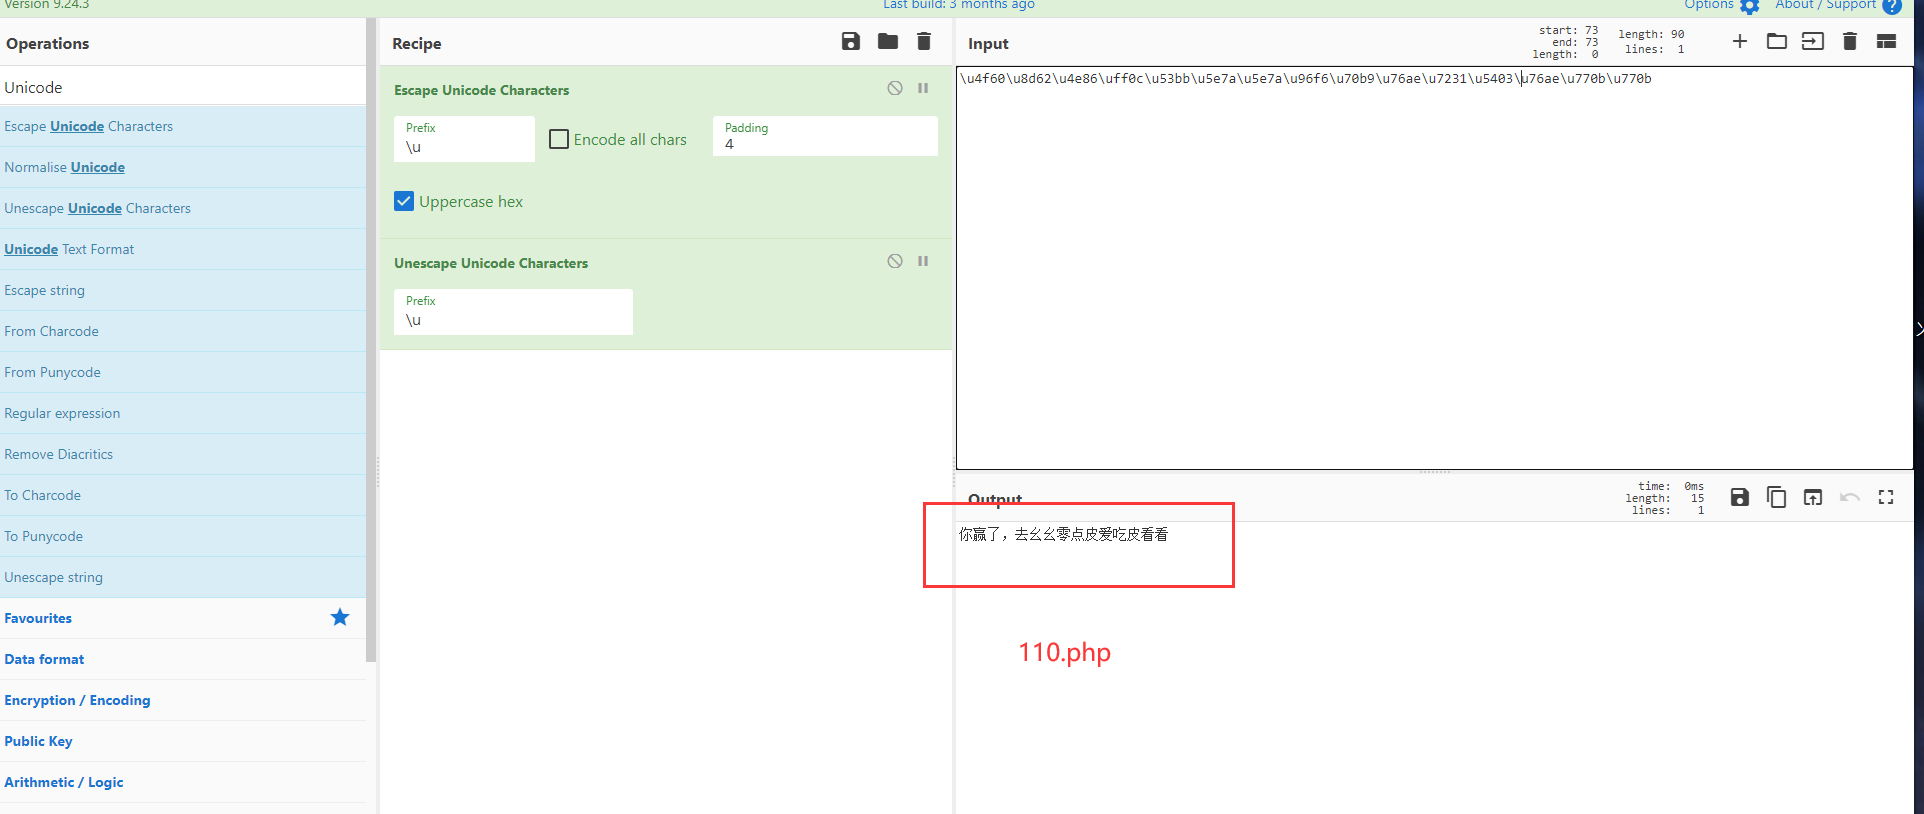 Version 9.24.3
Last build: 3 months ago
Options
About / Support
Operations
Recipe
Input
start: 73
end: 73
length: 0
length: 90
lines: 1
Unicode
Escape Unicode Characters
Normalise Unicode
Unescape Unicode Characters
Unicode Text Format
Escape string
From Charcode
From Punycode
Regular expression
Remove Diacritics
To Charcode
To Punycode
Unescape string
Favourites
Data format
Encryption / Encoding
Public Key
Arithmetic / Logic
Escape Unicode Characters
Prefix
\u
Encode all chars
Padding
4
Uppercase hex
Unescape Unicode Characters
Prefix
\u
\u4f60\u8d62\u4e86\uff0c\u53bb\u5e7a\u5e7a\u96f6\u70b9\u76ae\u7231\u5403\u76ae\u770b\u770b
Output
time: 0ms
length: 15
lines: 1
你赢了，去幺幺零点皮爱吃皮看看
110.php